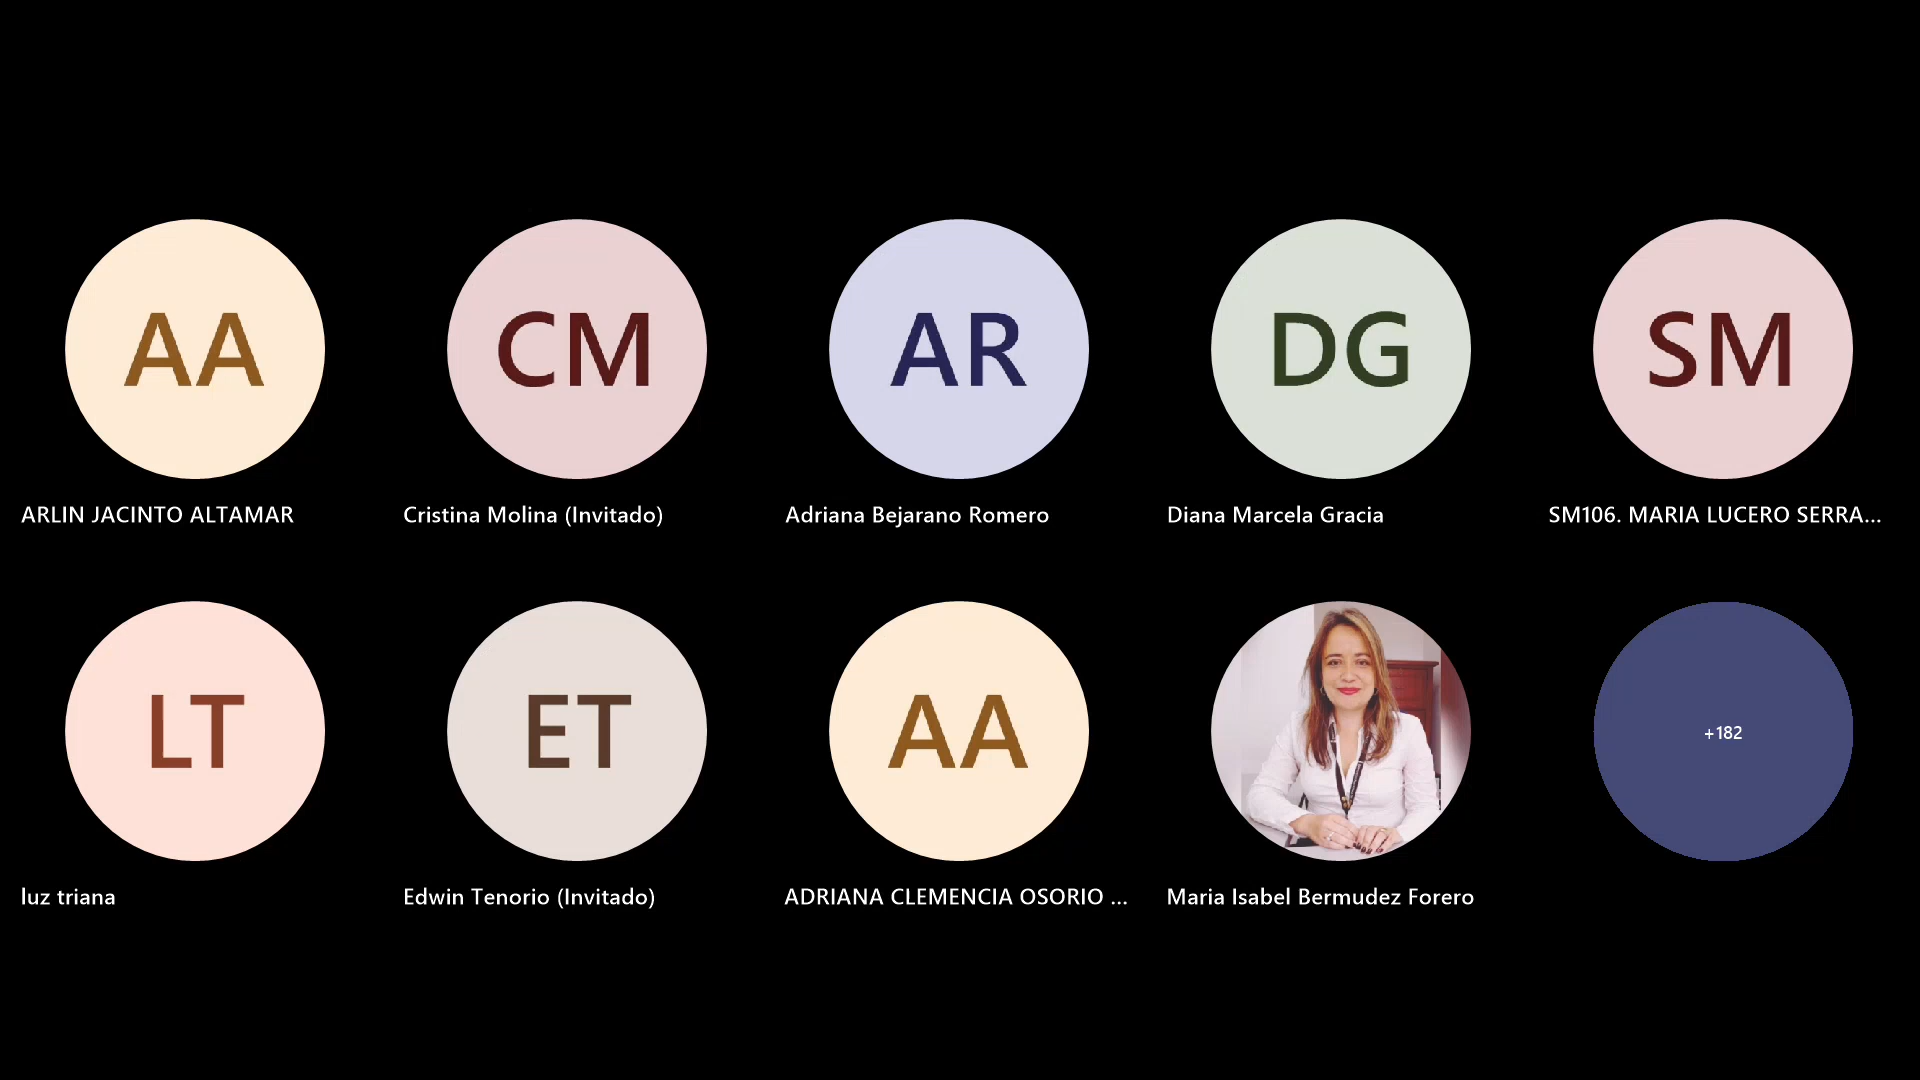 AA
CM
AR
DG
SM
ARLIN JACINTO ALTAMAR
Cristina Molina (Invitado)
Adriana Bejarano Romero
Diana Marcela Gracia
SM106. MARIA LUCERO SERRA...
LT
ET
AA
+182
luz triana
Edwin Tenorio (Invitado)
ADRIANA CLEMENCIA OSORIO ...
Maria Isabel Bermudez Forero